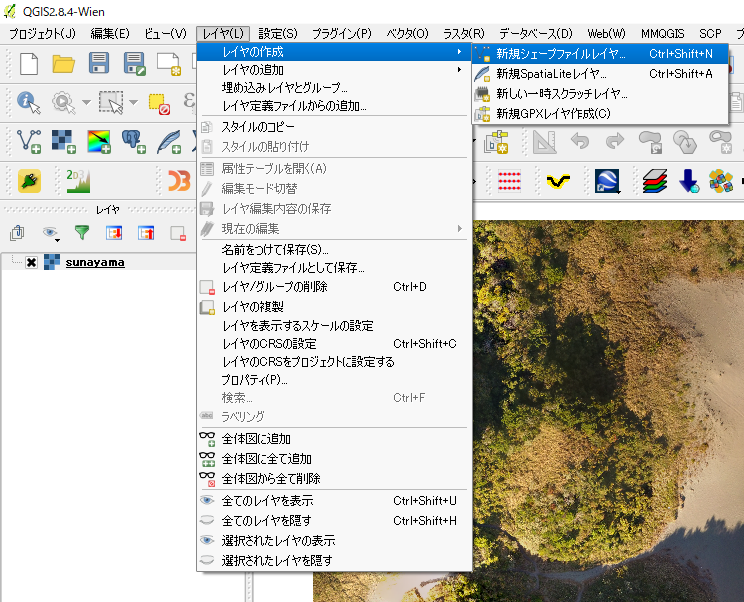 QGIS2.8.4-Wien
プロジェクト(J) 編集(E) ビュー(V) レイヤ(L) 設定(S) プラグイン(P) ベクタ(O) ラスタ(R) データベース(D) Web(W) MMQGIS SCP
レイヤの作成
レイヤの追加
埋め込みレイヤとグループ...
レイヤ定義ファイルからの追加...
スタイルのコピー
スタイルの貼り付け
属性テーブルを開く(A)
編集モード切替
レイヤ編集内容の保存
現在の編集
名前をつけて保存(S)...
レイヤ定義ファイルとして保存...
レイヤ/グループの削除 Ctrl+D
レイヤの複製
レイヤを表示するスケールの設定
レイヤのCRSの設定 Ctrl+Shift+C
レイヤのCRSをプロジェクトに設定する
プロパティ(P)...
検索... Ctrl+F
ラベリング
全体図に追加
全体図に全て追加
全体図から全て削除
全てのレイヤを表示 Ctrl+Shift+U
全てのレイヤを隠す Ctrl+Shift+H
選択されたレイヤの表示
選択されたレイヤを隠す
新規シェープファイルレイヤ... Ctrl+Shift+N
新規SpatiaLiteレイヤ... Ctrl+Shift+A
新しい一時スクラッチレイヤ...
新規GPXレイヤ作成(C)
レイヤ
sunayama